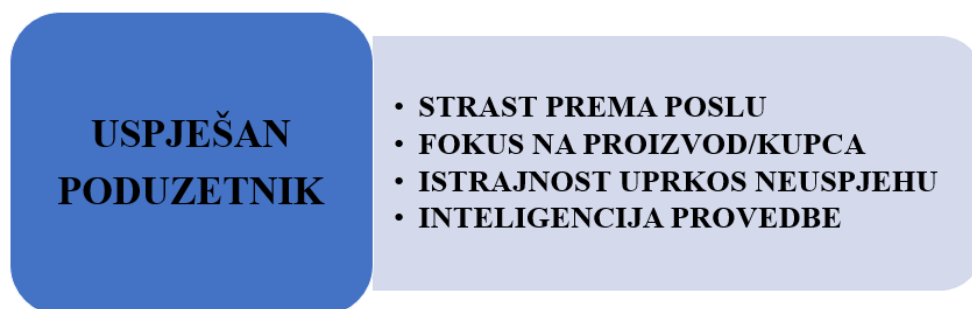 USPJEŠAN
PODUZETNIK
• STRAST PREMA POSLU
• FOKUS NA PROIZVOD/KUPCA
• ISTRAJNOST UPRKOS NEUSPJEHU
• INTELIGENCIJA PROVEDBE